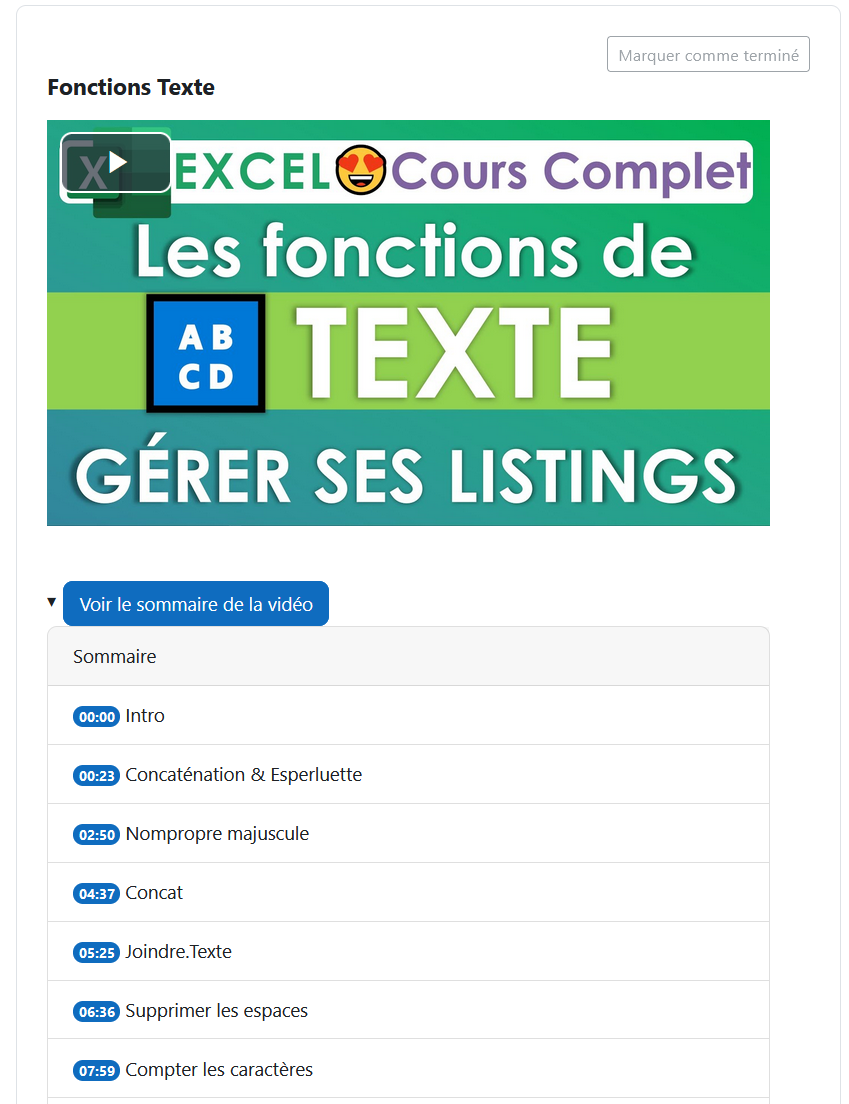 Marquer comme terminé
Fonctions Texte
X EXCEL Cours Complet
Les fonctions de
AB
CD
TEXTE
GÉRER SES LISTINGS
Voir le sommaire de la vidéo
Sommaire
00:00 Intro
00:23 Concaténation & Esperluette
02:50 Nompropre majuscule
04:37 Concat
05:25 Joindre.Texte
06:36 Supprimer les espaces
07:59 Compter les caractères